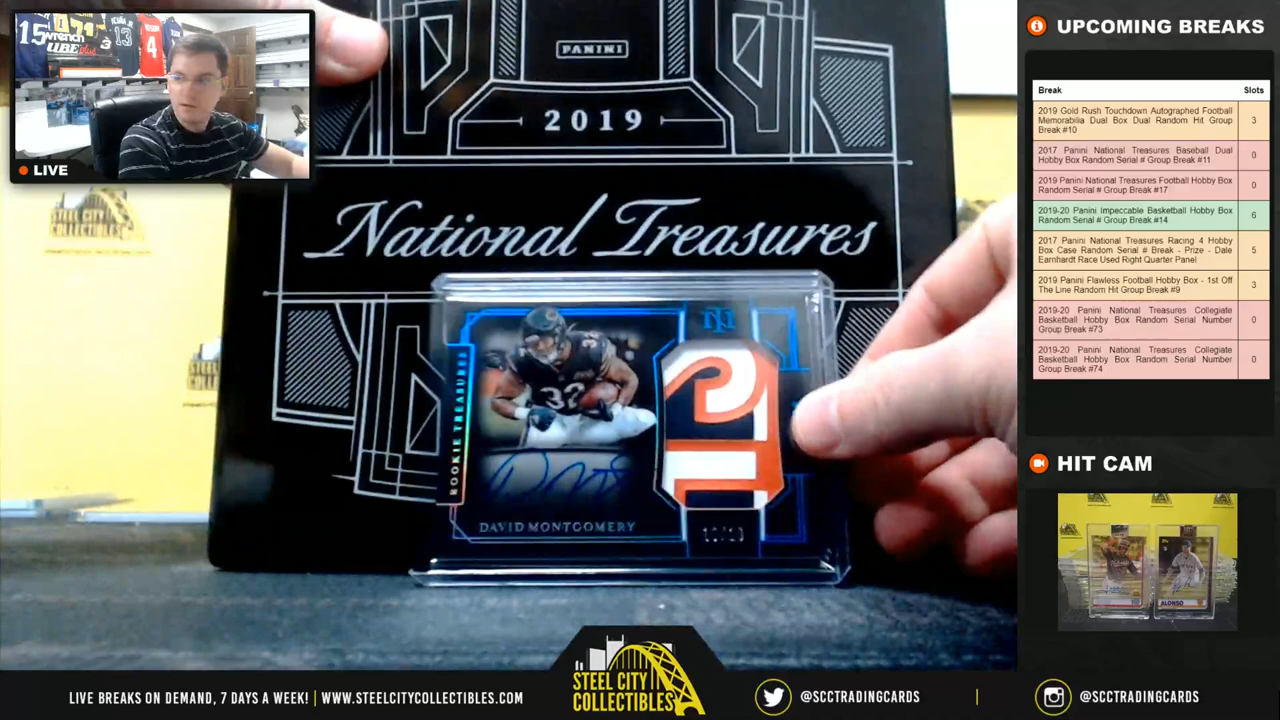 15
13
4
LIVE
PANINI
2019
National Treasures
ROOKIE TREASURES
32
DAVID MONTGOMERY
STEEL CITY
COLLECTIBLES
UPCOMING BREAKS
Break Slots
2019 Gold Rush Touchdown Autographed Football
Memorabilia Dual Box Dual Random Hit Group
Break #10
3
2017 Panini National Treasures Baseball Dual
Hobby Box Random Serial # Group Break #11
0
2019 Panini National Treasures Football Hobby Box
Random Serial # Group Break #17
0
2019-20 Panini Impeccable Basketball Hobby Box
Random Serial # Group Break #14
6
2017 Panini National Treasures Racing 4 Hobby
Box Case Random Serial # Break - Prize - Dale
Earnhardt Race Used Right Quarter Panel
5
2019 Panini Flawless Football Hobby Box - 1st Off
The Line Random Hit Group Break #9
3
2019-20 Panini National Treasures Collegiate
Basketball Hobby Box Random Serial Number
Group Break #73
0
2019-20 Panini National Treasures Collegiate
Basketball Hobby Box Random Serial Number
Group Break #74
0
HIT CAM
ALONSO
LIVE BREAKS ON DEMAND, 7 DAYS A WEEK! | WWW.STEELCITYCOLLECTIBLES.COM
STEEL CITY
COLLECTIBLES
@SCCTRADINGCARDS | @SCCTRADINGCARDS